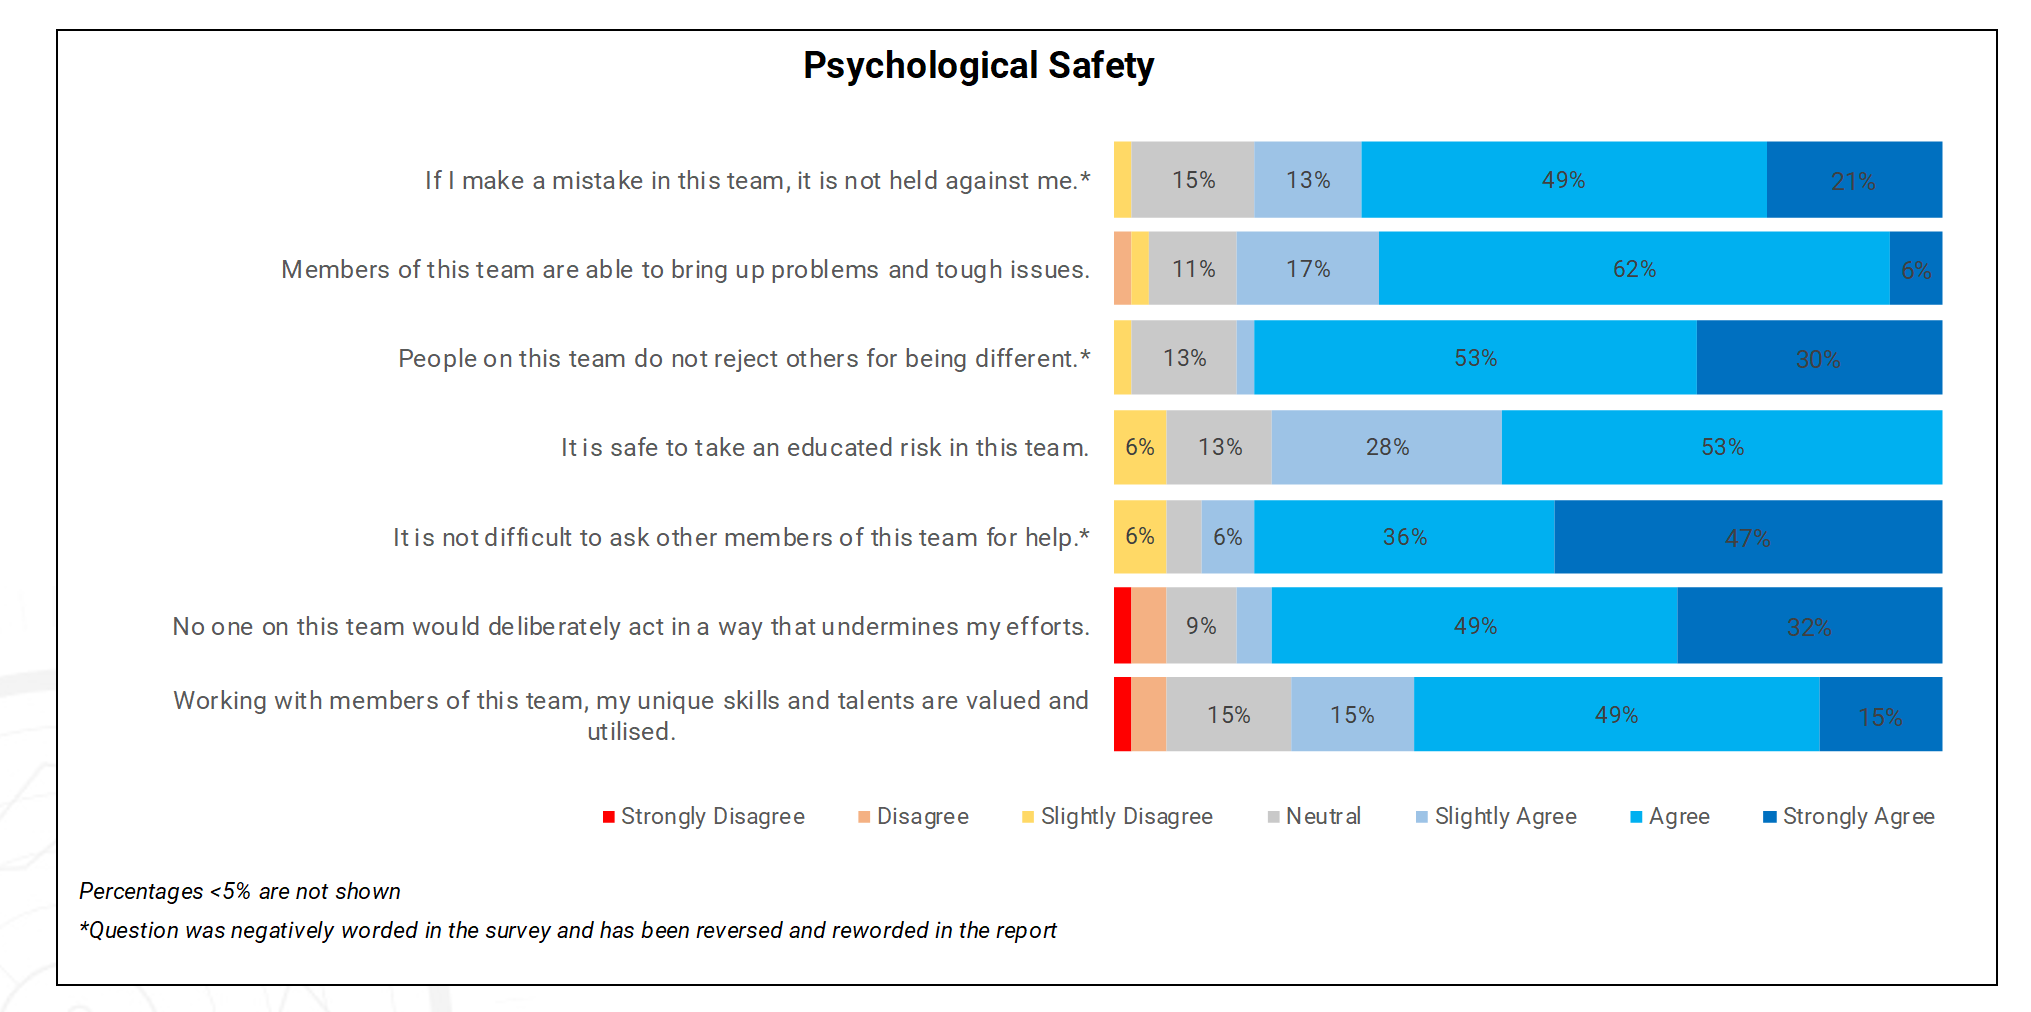 Psychological Safety
If I make a mistake in this team, it is not held against me.* 15% 13% 49% 21%
Members of this team are able to bring up problems and tough issues. 11% 17% 62% 6%
People on this team do not reject others for being different.* 13% 53% 30%
It is safe to take an educated risk in this team. 6% 13% 28% 53%
It is not difficult to ask other members of this team for help.* 6% 6% 36% 47%
No one on this team would deliberately act in a way that undermines my efforts. 9% 49% 32%
Working with members of this team, my unique skills and talents are valued and
utilised. 15% 15% 49% 15%
Strongly Disagree Disagree Slightly Disagree Neutral Slightly Agree Agree Strongly Agree
Percentages <5% are not shown
*Question was negatively worded in the survey and has been reversed and reworded in the report